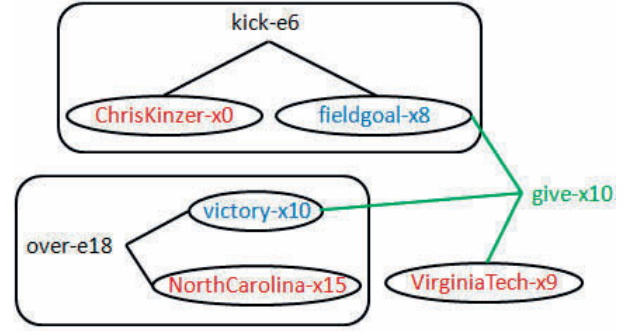 kick-e6
ChrisKinzer-x0
fieldgoal-x8
give-x10
victory-x10
over-e18
NorthCarolina-x15
VirginiaTech-x9